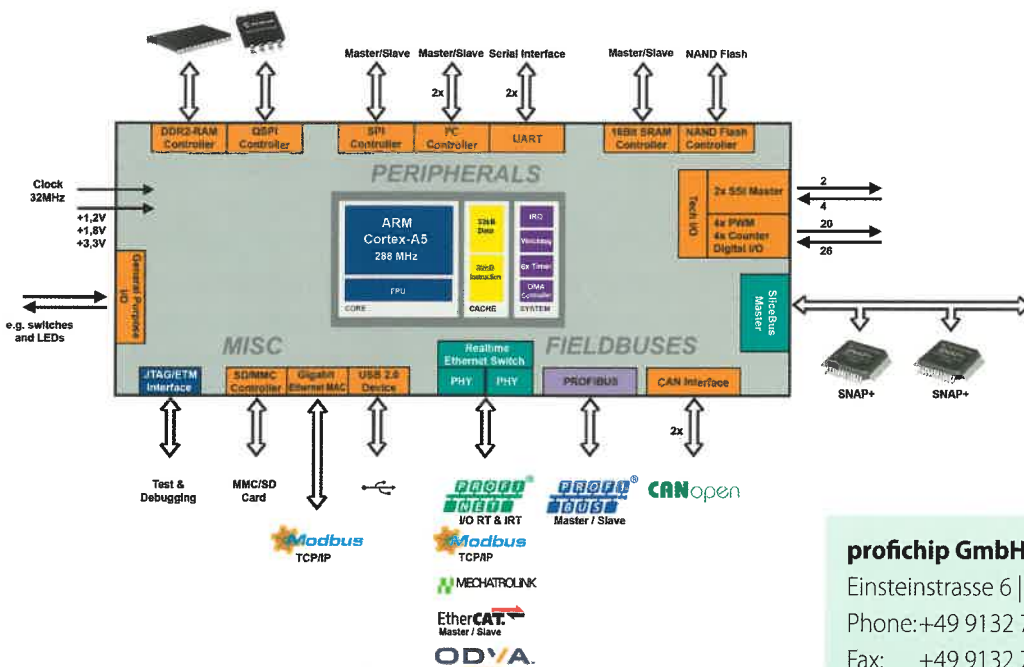 Master/Slave
Master/Slave
Serial Interface
Master/Slave
NAND Flash
2x
2x
DDR2-RAM
Controller
QSPI
Controller
SPI
Controller
I²C
Controller
UART
16Bit SRAM
Controller
NAND Flash
Controller
PERIPHERALS
Clock
32MHz
+1,2V
+1,8V
+3,3V
ARM
Cortex-A5
288 MHz
FPU
CORE
32kB
Data
32kB
Instruction
CACHE
IRQ
Watchdog
6x Timer
DMA
Controller
SYSTEM
Tech I/O
2x SSI Master
4x PWM
4x Counter
Digital I/O
2
4
20
26
General Purpose
I/O
e.g. switches
and LEDs
SliceBus
Master
SNAP+
SNAP+
MISC
FIELDBUSES
JTAG/ETM
Interface
SD/MMC
Controller
Gigabit
Ethernet MAC
USB 2.0
Device
Realtime
Ethernet Switch
PHY
PHY
PROFIBUS
CAN Interface
2x
Test &
Debugging
MMC/SD
Card
Modbus
TCP/IP
PROFI®
NET
I/O RT & IRT
PROFI®
BUS
Master / Slave
CANopen
Modbus
TCP/IP
MECHATROLINK
EtherCAT.
Master / Slave
ODVA.
profichip GmbH
Einsteinstrasse 6 |
Phone: +49 9132 7
Fax: +49 9132